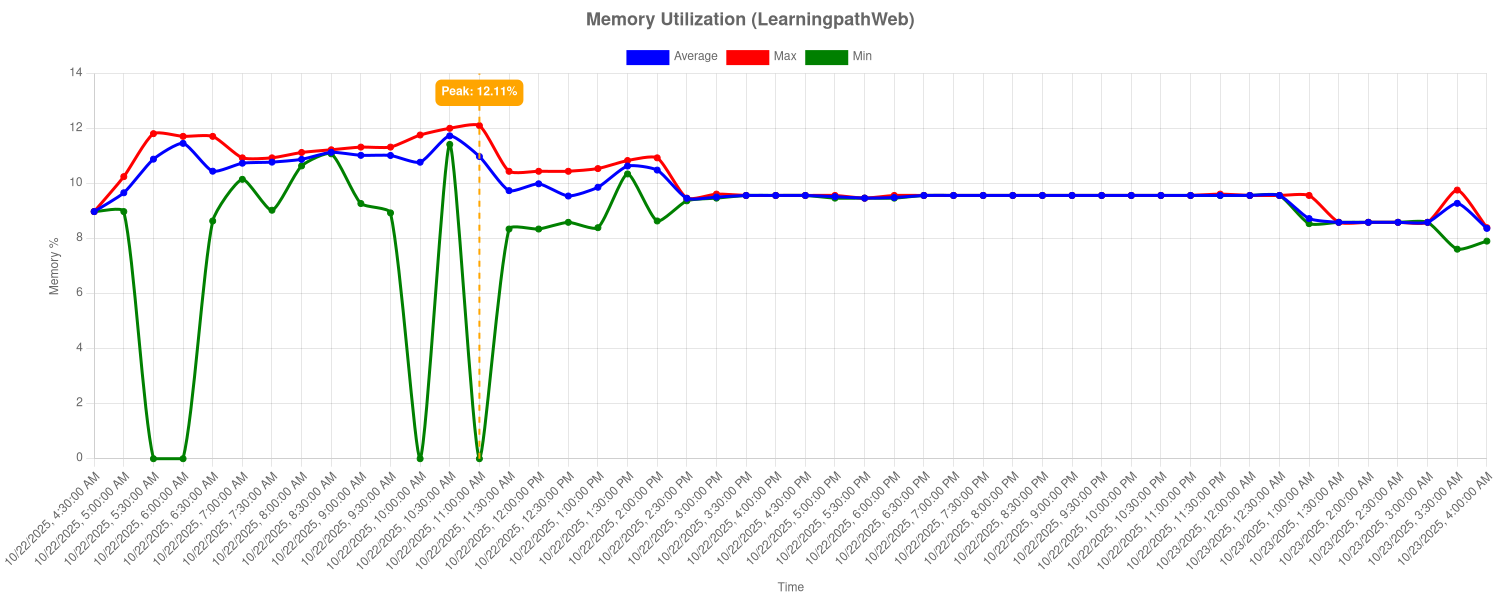 Memory Utilization (LearningpathWeb)
Average
Max
Min
Peak: 12.11%
14
12
10
8
6
4
2
0
Memory %
10/22/2025, 4:30:00 AM
10/22/2025, 5:00:00 AM
10/22/2025, 5:30:00 AM
10/22/2025, 6:00:00 AM
10/22/2025, 6:30:00 AM
10/22/2025, 7:00:00 AM
10/22/2025, 7:30:00 AM
10/22/2025, 8:00:00 AM
10/22/2025, 8:30:00 AM
10/22/2025, 9:00:00 AM
10/22/2025, 9:30:00 AM
10/22/2025, 10:00:00 AM
10/22/2025, 10:30:00 AM
10/22/2025, 11:00:00 AM
10/22/2025, 11:30:00 AM
10/22/2025, 12:00:00 PM
10/22/2025, 12:30:00 PM
10/22/2025, 1:00:00 PM
10/22/2025, 1:30:00 PM
10/22/2025, 2:00:00 PM
10/22/2025, 2:30:00 PM
10/22/2025, 3:00:00 PM
10/22/2025, 3:30:00 PM
10/22/2025, 4:00:00 PM
10/22/2025, 4:30:00 PM
10/22/2025, 5:00:00 PM
10/22/2025, 5:30:00 PM
10/22/2025, 6:00:00 PM
10/22/2025, 6:30:00 PM
10/22/2025, 7:00:00 PM
10/22/2025, 7:30:00 PM
10/22/2025, 8:00:00 PM
10/22/2025, 8:30:00 PM
10/22/2025, 9:00:00 PM
10/22/2025, 9:30:00 PM
10/22/2025, 10:00:00 PM
10/22/2025, 10:30:00 PM
10/22/2025, 11:00:00 PM
10/22/2025, 11:30:00 PM
10/23/2025, 12:00:00 AM
10/23/2025, 12:30:00 AM
10/23/2025, 1:00:00 AM
10/23/2025, 1:30:00 AM
10/23/2025, 2:00:00 AM
10/23/2025, 2:30:00 AM
10/23/2025, 3:00:00 AM
10/23/2025, 3:30:00 AM
10/23/2025, 4:00:00 AM
Time